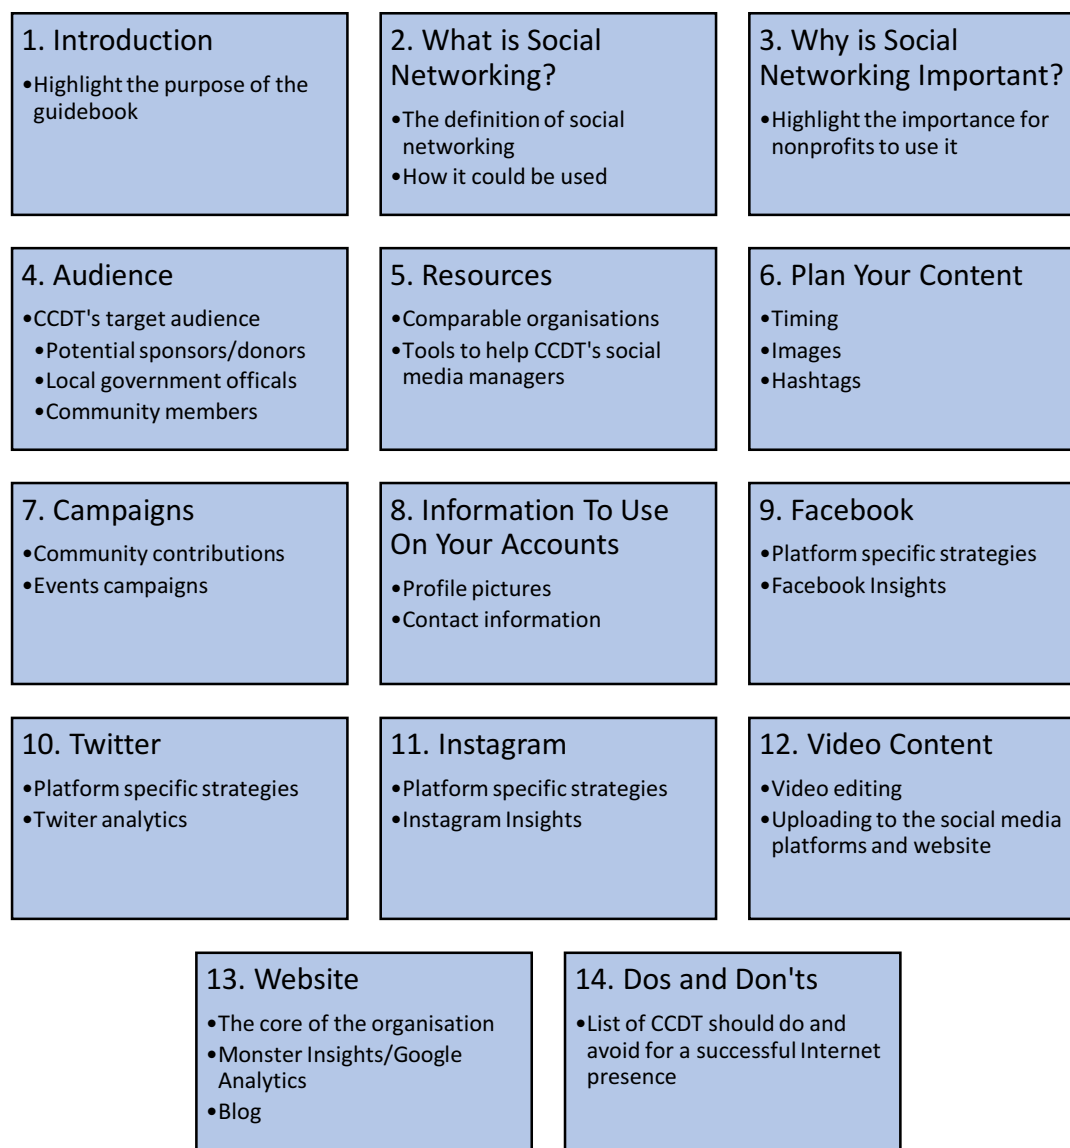 1. Introduction
•Highlight the purpose of the
guidebook
2. What is Social
Networking?
•The definition of social
networking
•How it could be used
3. Why is Social
Networking Important?
•Highlight the importance for
nonprofits to use it
4. Audience
•CCDT's target audience
•Potential sponsors/donors
•Local government officals
•Community members
5. Resources
•Comparable organisations
•Tools to help CCDT's social
media managers
6. Plan Your Content
•Timing
•Images
•Hashtags
7. Campaigns
•Community contributions
•Events campaigns
8. Information To Use
On Your Accounts
•Profile pictures
•Contact information
9. Facebook
•Platform specific strategies
•Facebook Insights
10. Twitter
•Platform specific strategies
•Twiter analytics
11. Instagram
•Platform specific strategies
•Instagram Insights
12. Video Content
•Video editing
•Uploading to the social media
platforms and website
13. Website
•The core of the organisation
•Monster Insights/Google
Analytics
•Blog
14. Dos and Don'ts
•List of CCDT should do and
avoid for a successful Internet
presence